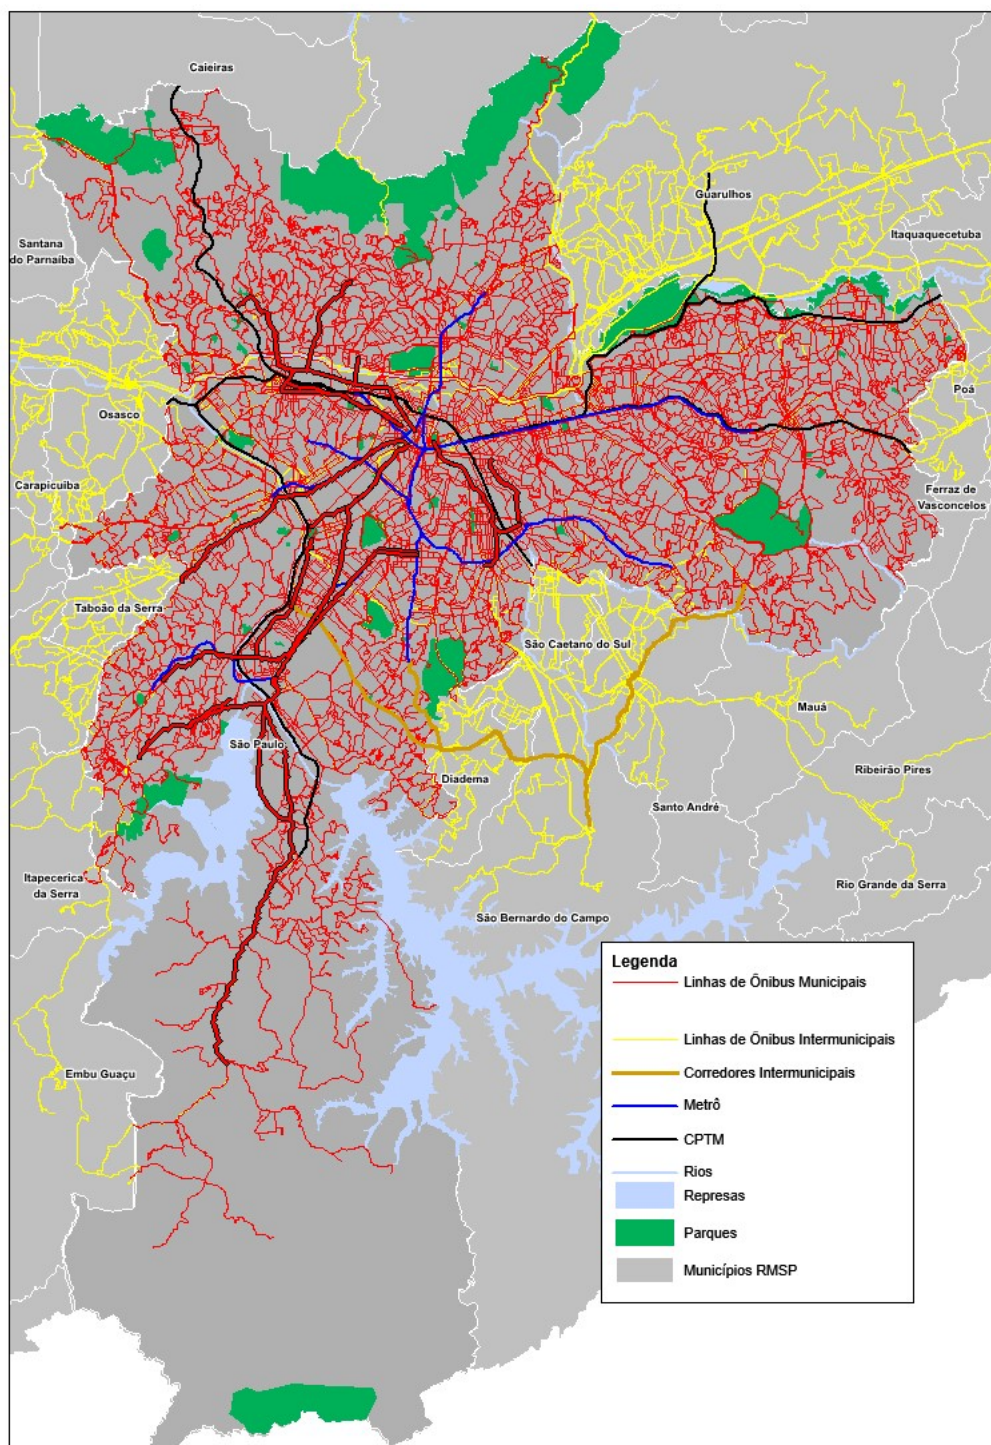 Caieiras
Guarulhos
Itaquaquecetuba
Santana
do Parnaíba
Poá
Osasco
Carapicuiba
Ferraz de
Vasconcelos
Taboão da Serra
São Caetano do Sul
Mauá
São Paulo
Diadema
Ribeirão Pires
Santo André
Itapecerica
da Serra
Rio Grande da Serra
São Bernardo do Campo
Embu Guaçu
Legenda
Linhas de Ônibus Municipais
Linhas de Ônibus Intermunicipais
Corredores Intermunicipais
Metrô
CPTM
Rios
Represas
Parques
Municípios RMSP